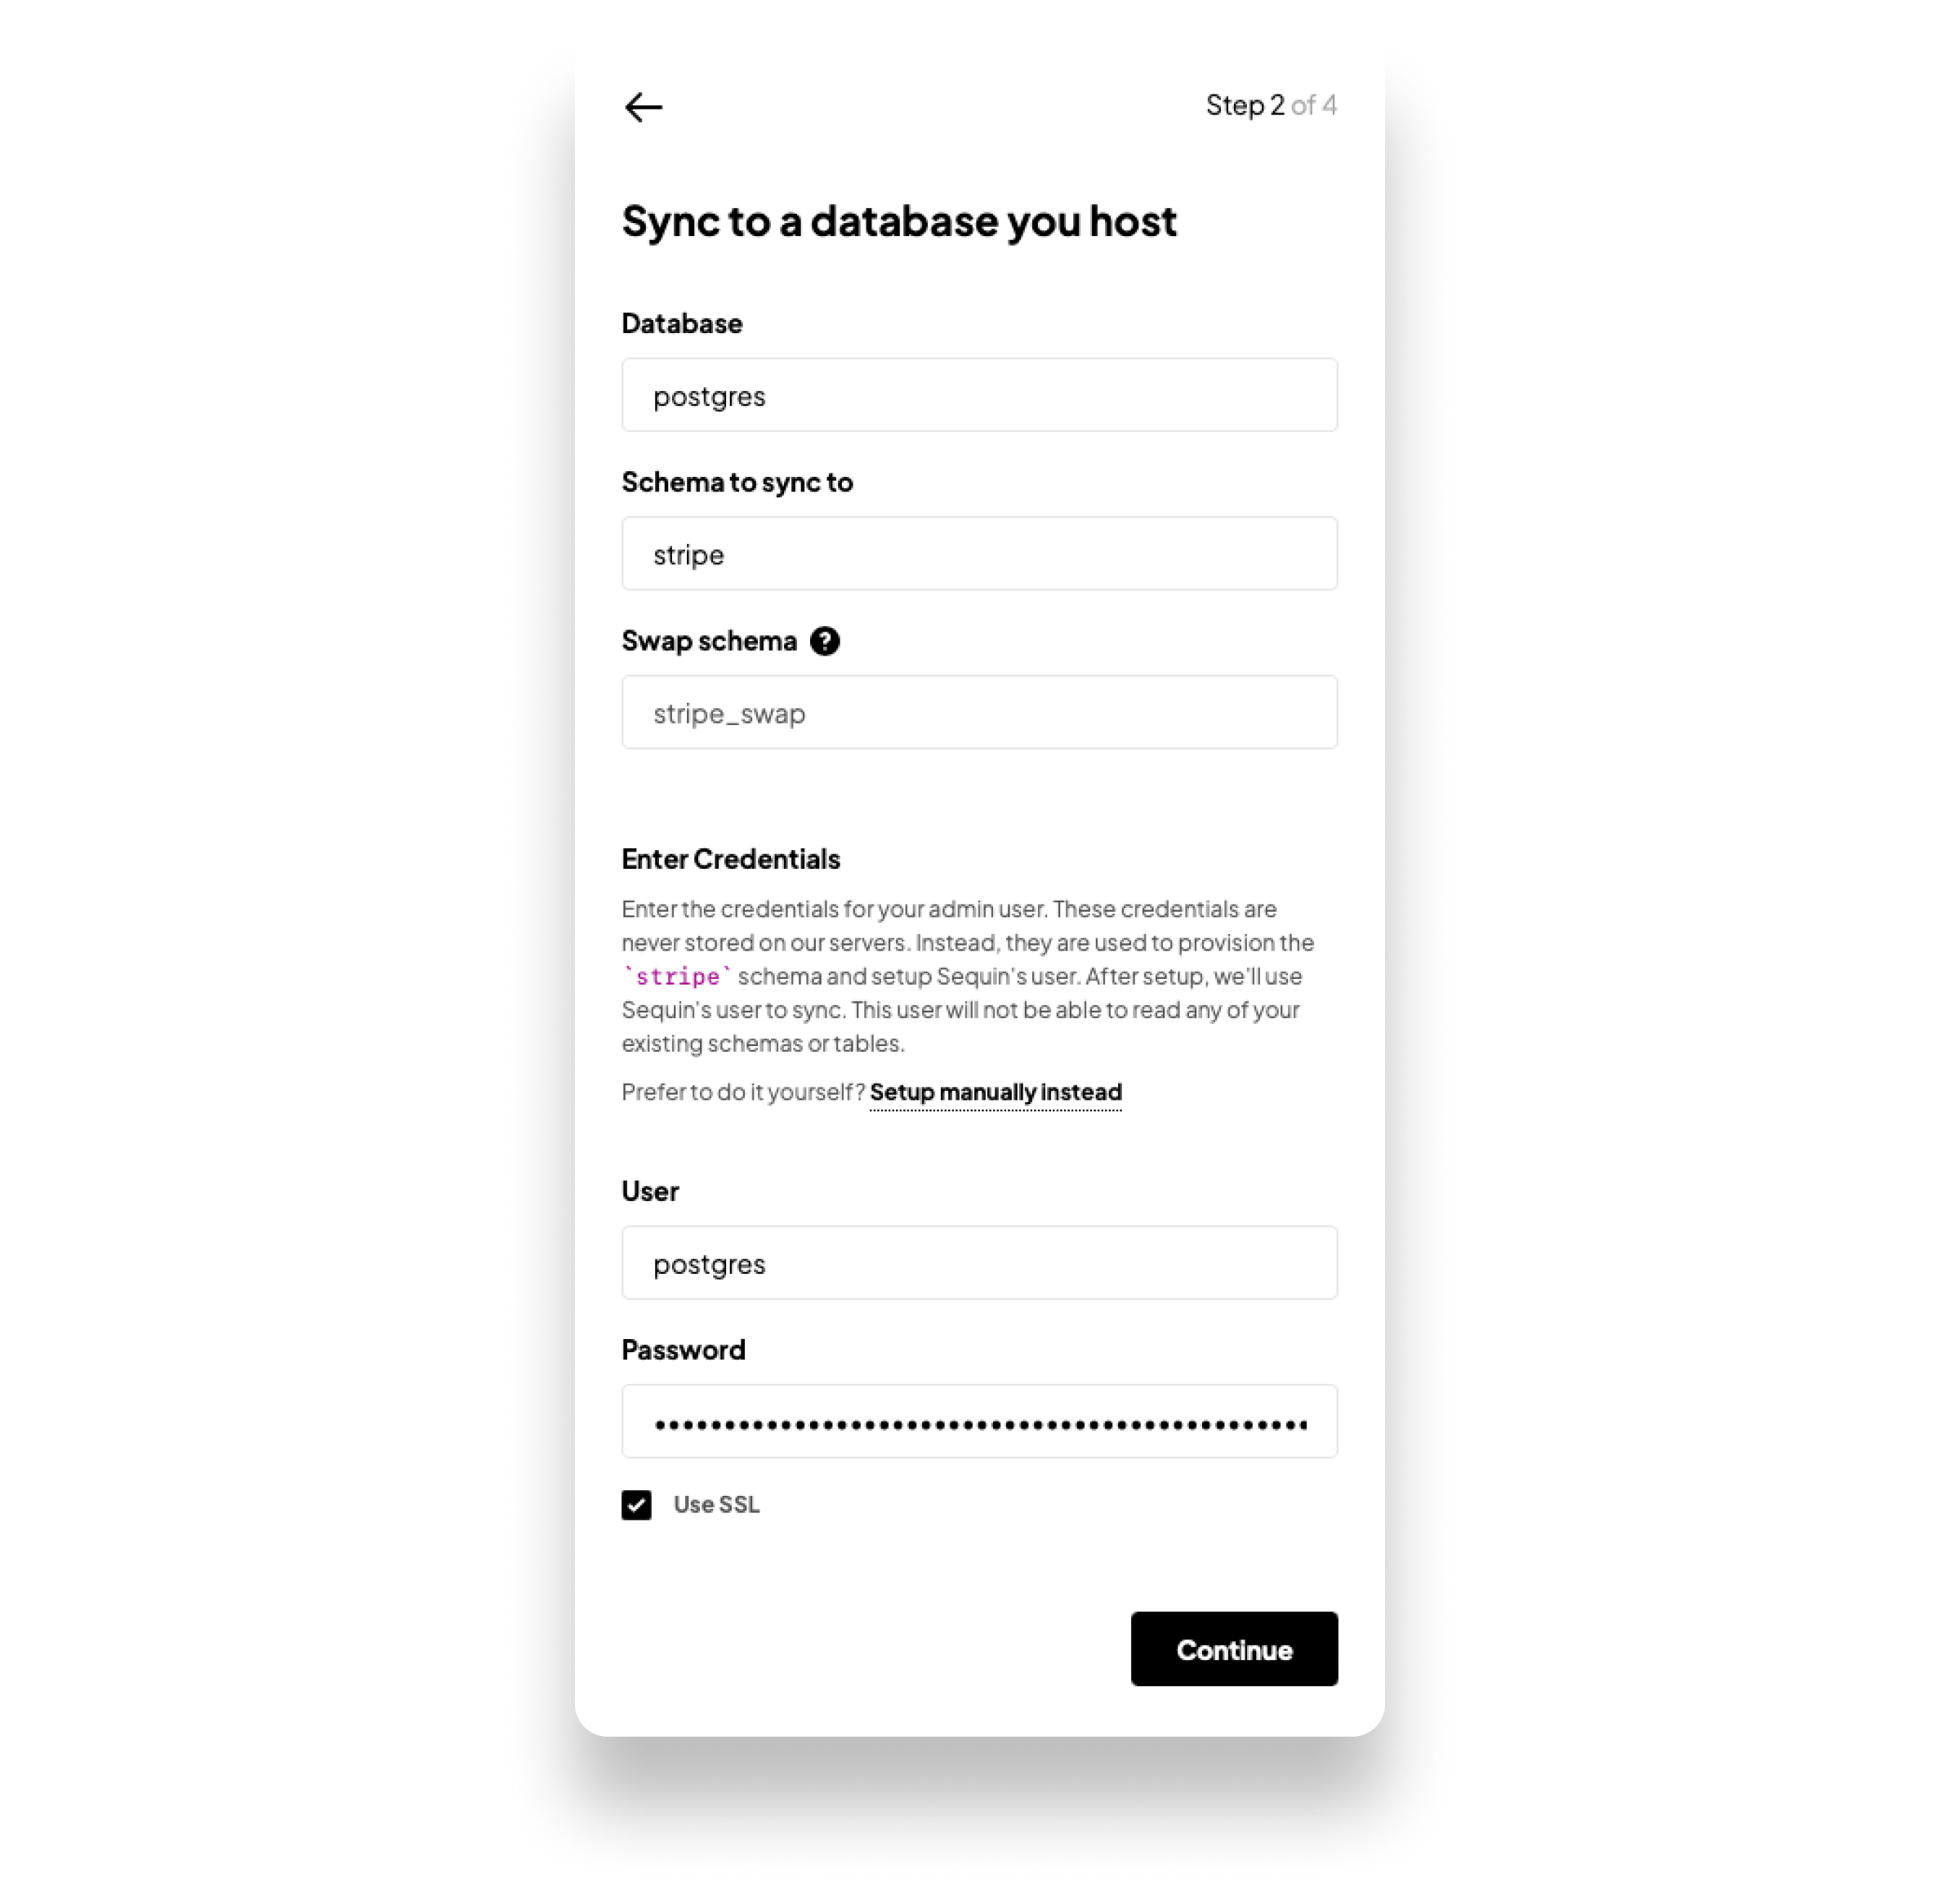 Step 2 of 4
Sync to a database you host
Database
postgres
Schema to sync to
stripe
Swap schema ?
stripe_swap
Enter Credentials
Enter the credentials for your admin user. These credentials are
never stored on our servers. Instead, they are used to provision the
`stripe` schema and setup Sequin's user. After setup, we'll use
Sequin's user to sync. This user will not be able to read any of your
existing schemas or tables.
Prefer to do it yourself? Setup manually instead
User
postgres
Password
Use SSL
Continue